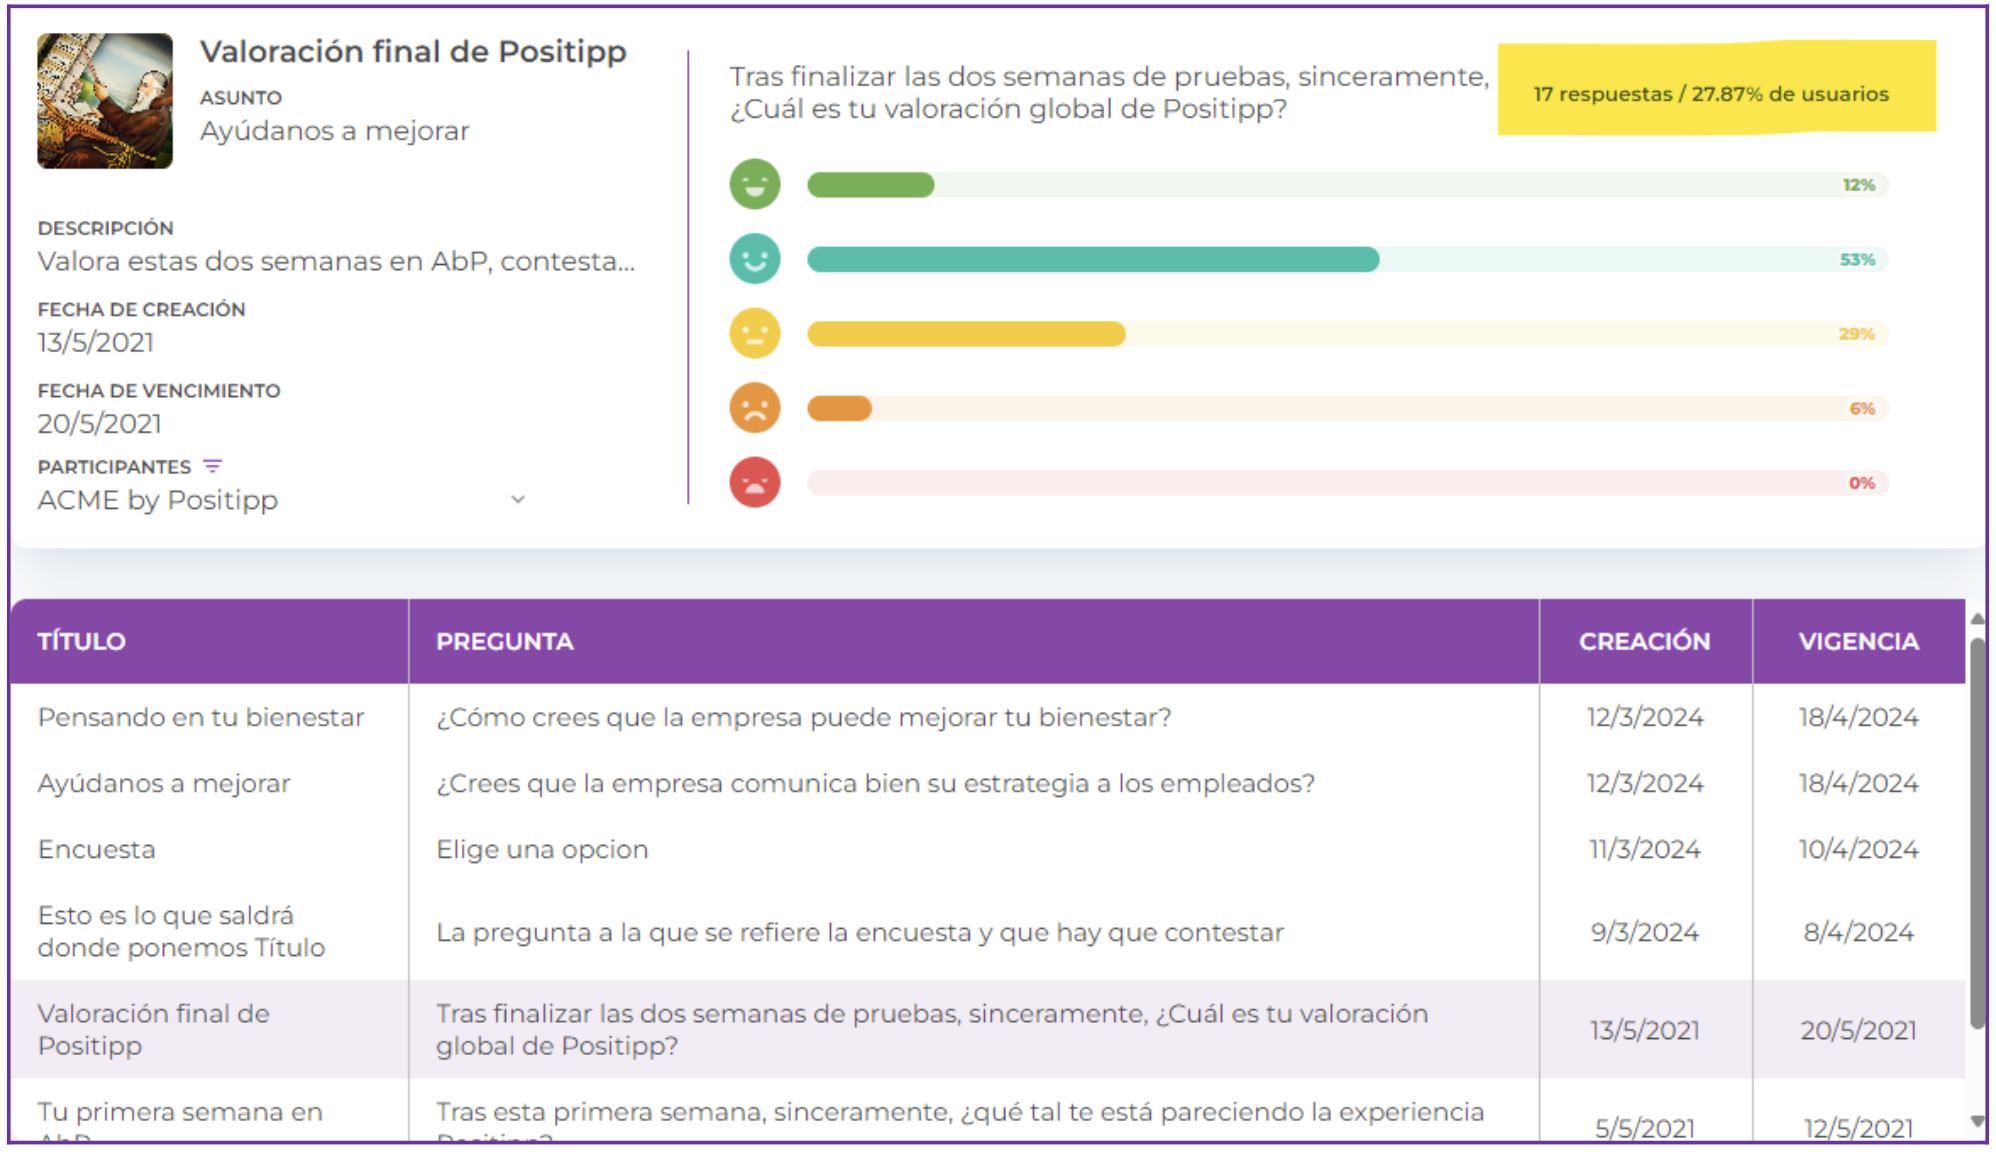 Valoración final de Positipp
ASUNTO
Ayúdanos a mejorar
DESCRIPCIÓN
Valora estas dos semanas en AbP, contesta...
FECHA DE CREACIÓN
13/5/2021
FECHA DE VENCIMIENTO
20/5/2021
PARTICIPANTES
ACME by Positipp
Tras finalizar las dos semanas de pruebas, sinceramente,
¿Cuál es tu valoración global de Positipp?
17 respuestas / 27.87% de usuarios
12%
53%
29%
6%
0%
TÍTULO PREGUNTA CREACIÓN VIGENCIA
Pensando en tu bienestar ¿Cómo crees que la empresa puede mejorar tu bienestar? 12/3/2024 18/4/2024
Ayúdanos a mejorar ¿Crees que la empresa comunica bien su estrategia a los empleados? 12/3/2024 18/4/2024
Encuesta Elige una opcion 11/3/2024 10/4/2024
Esto es lo que saldrá
donde ponemos Título
La pregunta a la que se refiere la encuesta y que hay que contestar 9/3/2024 8/4/2024
Valoración final de
Positipp
Tras finalizar las dos semanas de pruebas, sinceramente, ¿Cuál es tu valoración
global de Positipp?
13/5/2021 20/5/2021
Tu primera semana en
AbP
Tras esta primera semana, sinceramente, ¿qué tal te está pareciendo la experiencia
Positipp?
5/5/2021 12/5/2021